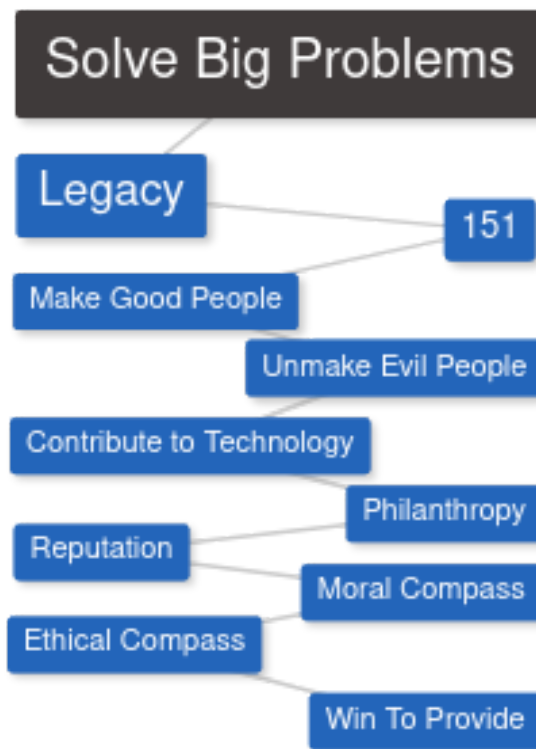 Solve Big Problems
Legacy
151
Make Good People
Unmake Evil People
Contribute to Technology
Philanthropy
Reputation
Moral Compass
Ethical Compass
Win To Provide